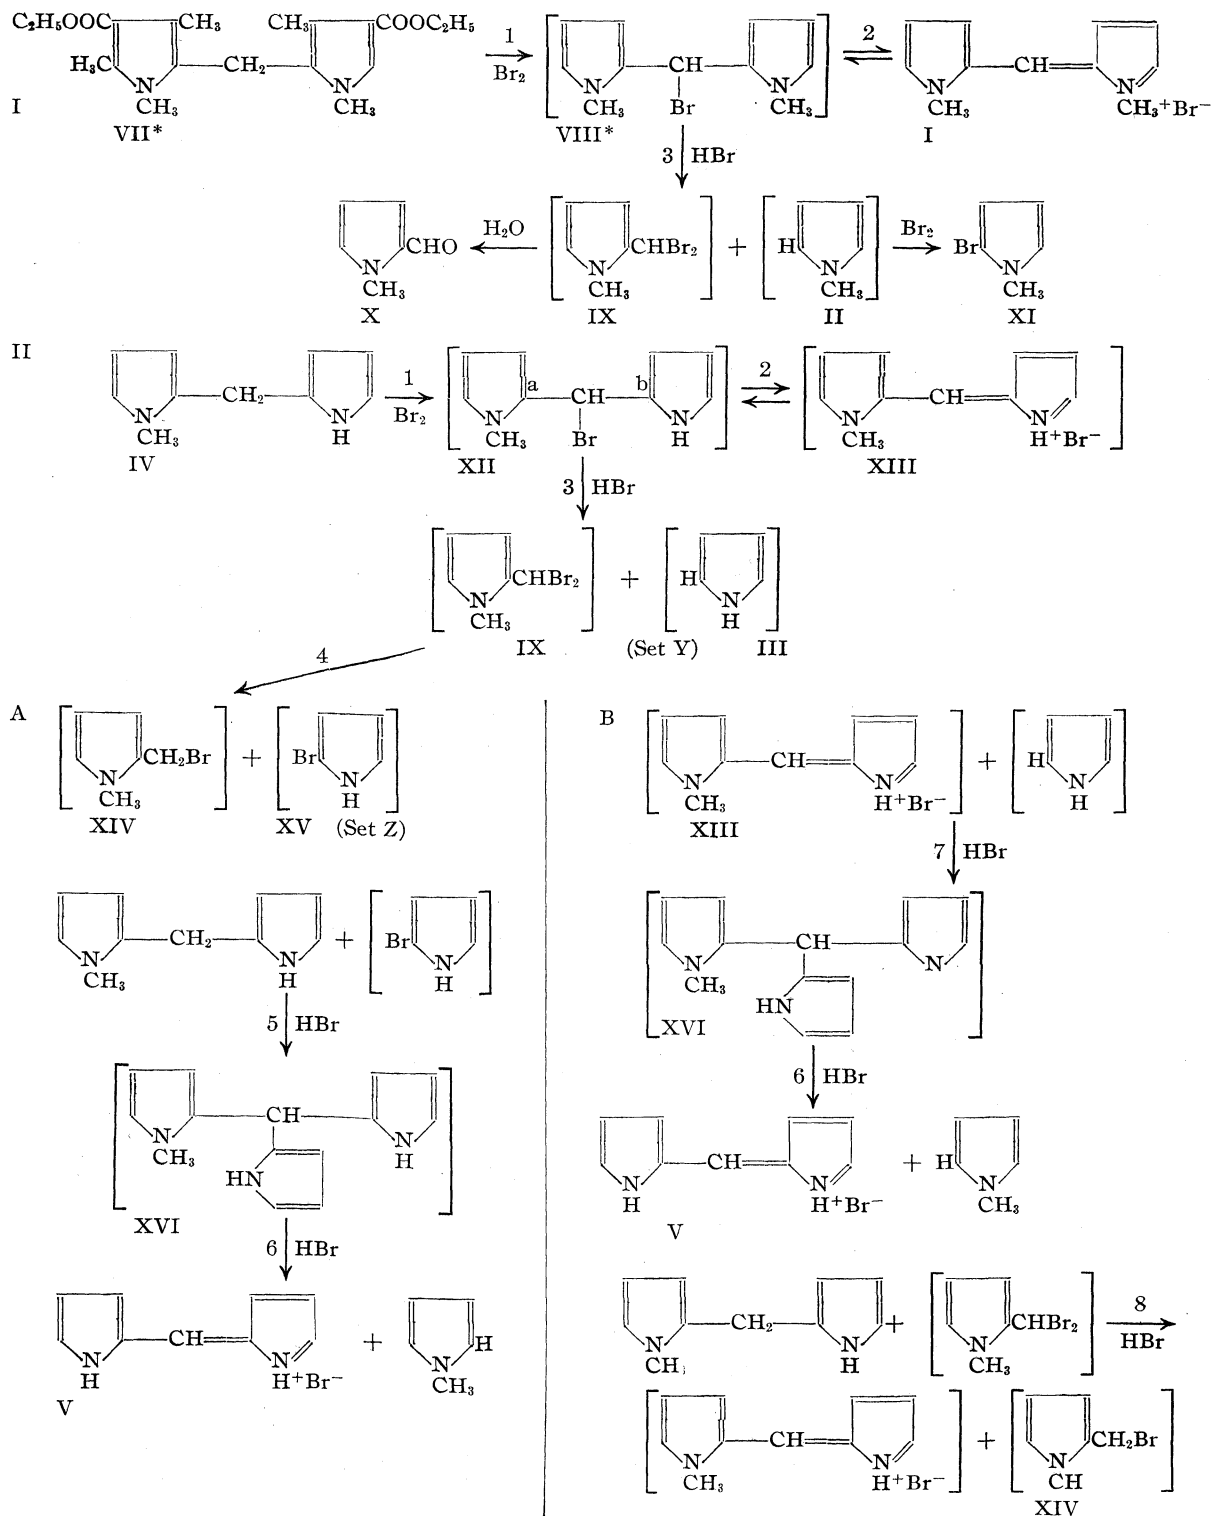 C₂H₅OOC CH₃ CH₃ COOC₂H₅
H₃C CH₂ 1 Br₂ CH 2 CH
N N N N N N
I CH₃ CH₃ CH₃ Br CH₃ CH₃ CH₃⁺Br⁻
VII* VIII* I
3 HBr
CHO H₂O CHBr₂ + H Br₂ Br
N N N N
CH₃ CH₃ CH₃ CH₃
X IX II XI
II
CH₂ 1 Br₂ a CH b 2 CH
N N N N N N
CH₃ H CH₃ Br H CH₃ H⁺Br⁻
IV XII XIII
3 HBr
CHBr₂ + H
N N
CH₃ H
IX (Set Y) III
4
A B
CH₂Br + Br CH + H
N N N N N
CH₃ H CH₃ H⁺Br⁻ H
XIV XV (Set Z) XIII
7 HBr
CH₂ + Br CH
N N N N N
CH₃ H H CH₃ HN
XVI
5 HBr 6 HBr
CH CH + H
N N N N N
CH₃ HN H H H⁺Br⁻ CH₃
XVI V
6 HBr
CH + H CH₂ + CHBr₂ 8 HBr
N N N N N N
H H⁺Br⁻ CH₃ CH₃ H CH₃
V
CH + CH₂Br
N N N
CH₃ H⁺Br⁻ CH
XIV